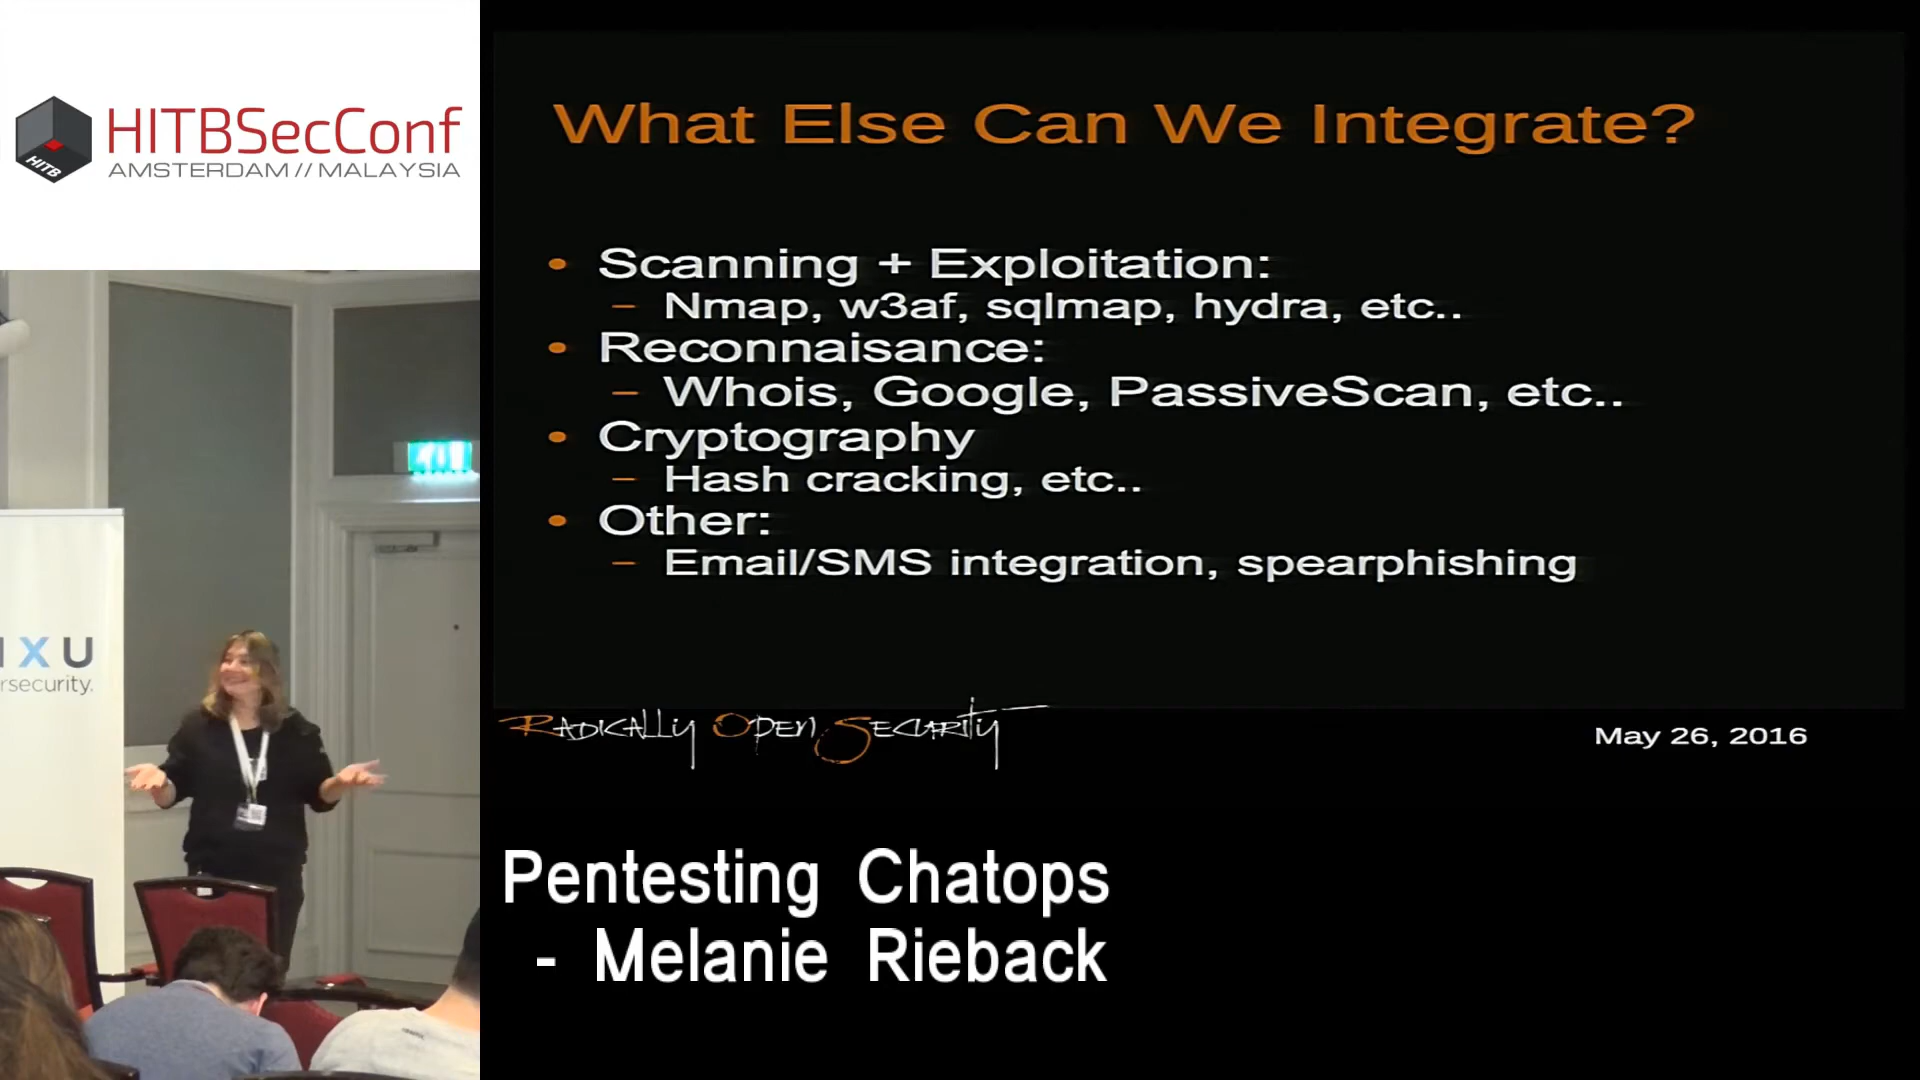 HITBSecConf
AMSTERDAM // MALAYSIA
HITB
What Else Can We Integrate?
• Scanning + Exploitation:
– Nmap, w3af, sqlmap, hydra, etc..
• Reconnaisance:
– Whois, Google, PassiveScan, etc..
• Cryptography
– Hash cracking, etc..
• Other:
– Email/SMS integration, spearphishing
XU
rsecurity.
Radically Open Security
May 26, 2016
Pentesting Chatops
- Melanie Rieback